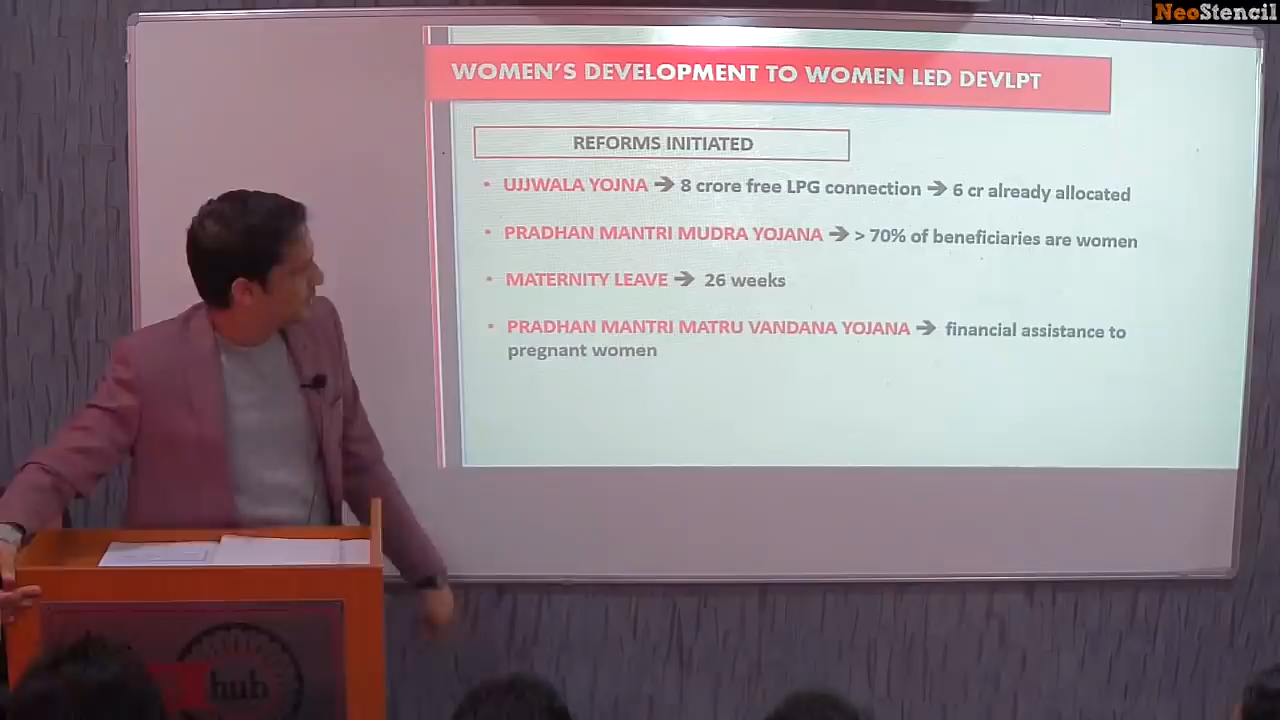 NeoStencil
WOMEN'S DEVELOPMENT TO WOMEN LED DEVLPT
REFORMS INITIATED
• UJJWALA YOJNA ➔ 8 crore free LPG connection ➔ 6 cr already allocated
• PRADHAN MANTRI MUDRA YOJANA ➔ > 70% of beneficiaries are women
• MATERNITY LEAVE ➔ 26 weeks
• PRADHAN MANTRI MATRU VANDANA YOJANA ➔ financial assistance to
pregnant women
hub